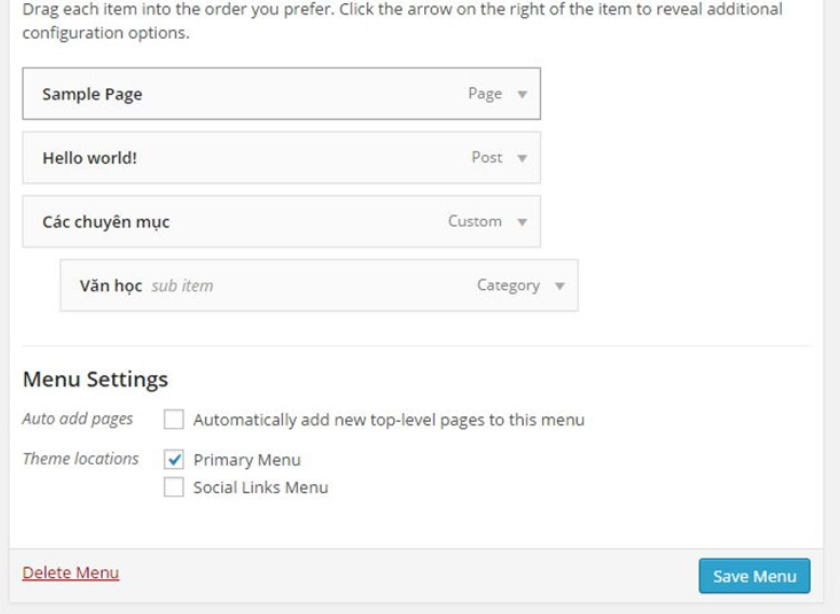 Drag each item into the order you prefer. Click the arrow on the right of the item to reveal additional
configuration options.
Sample Page Page
Hello world! Post
Các chuyên mục Custom
Văn học sub item Category
Menu Settings
Auto add pages Automatically add new top-level pages to this menu
Theme locations Primary Menu
Social Links Menu
Delete Menu Save Menu